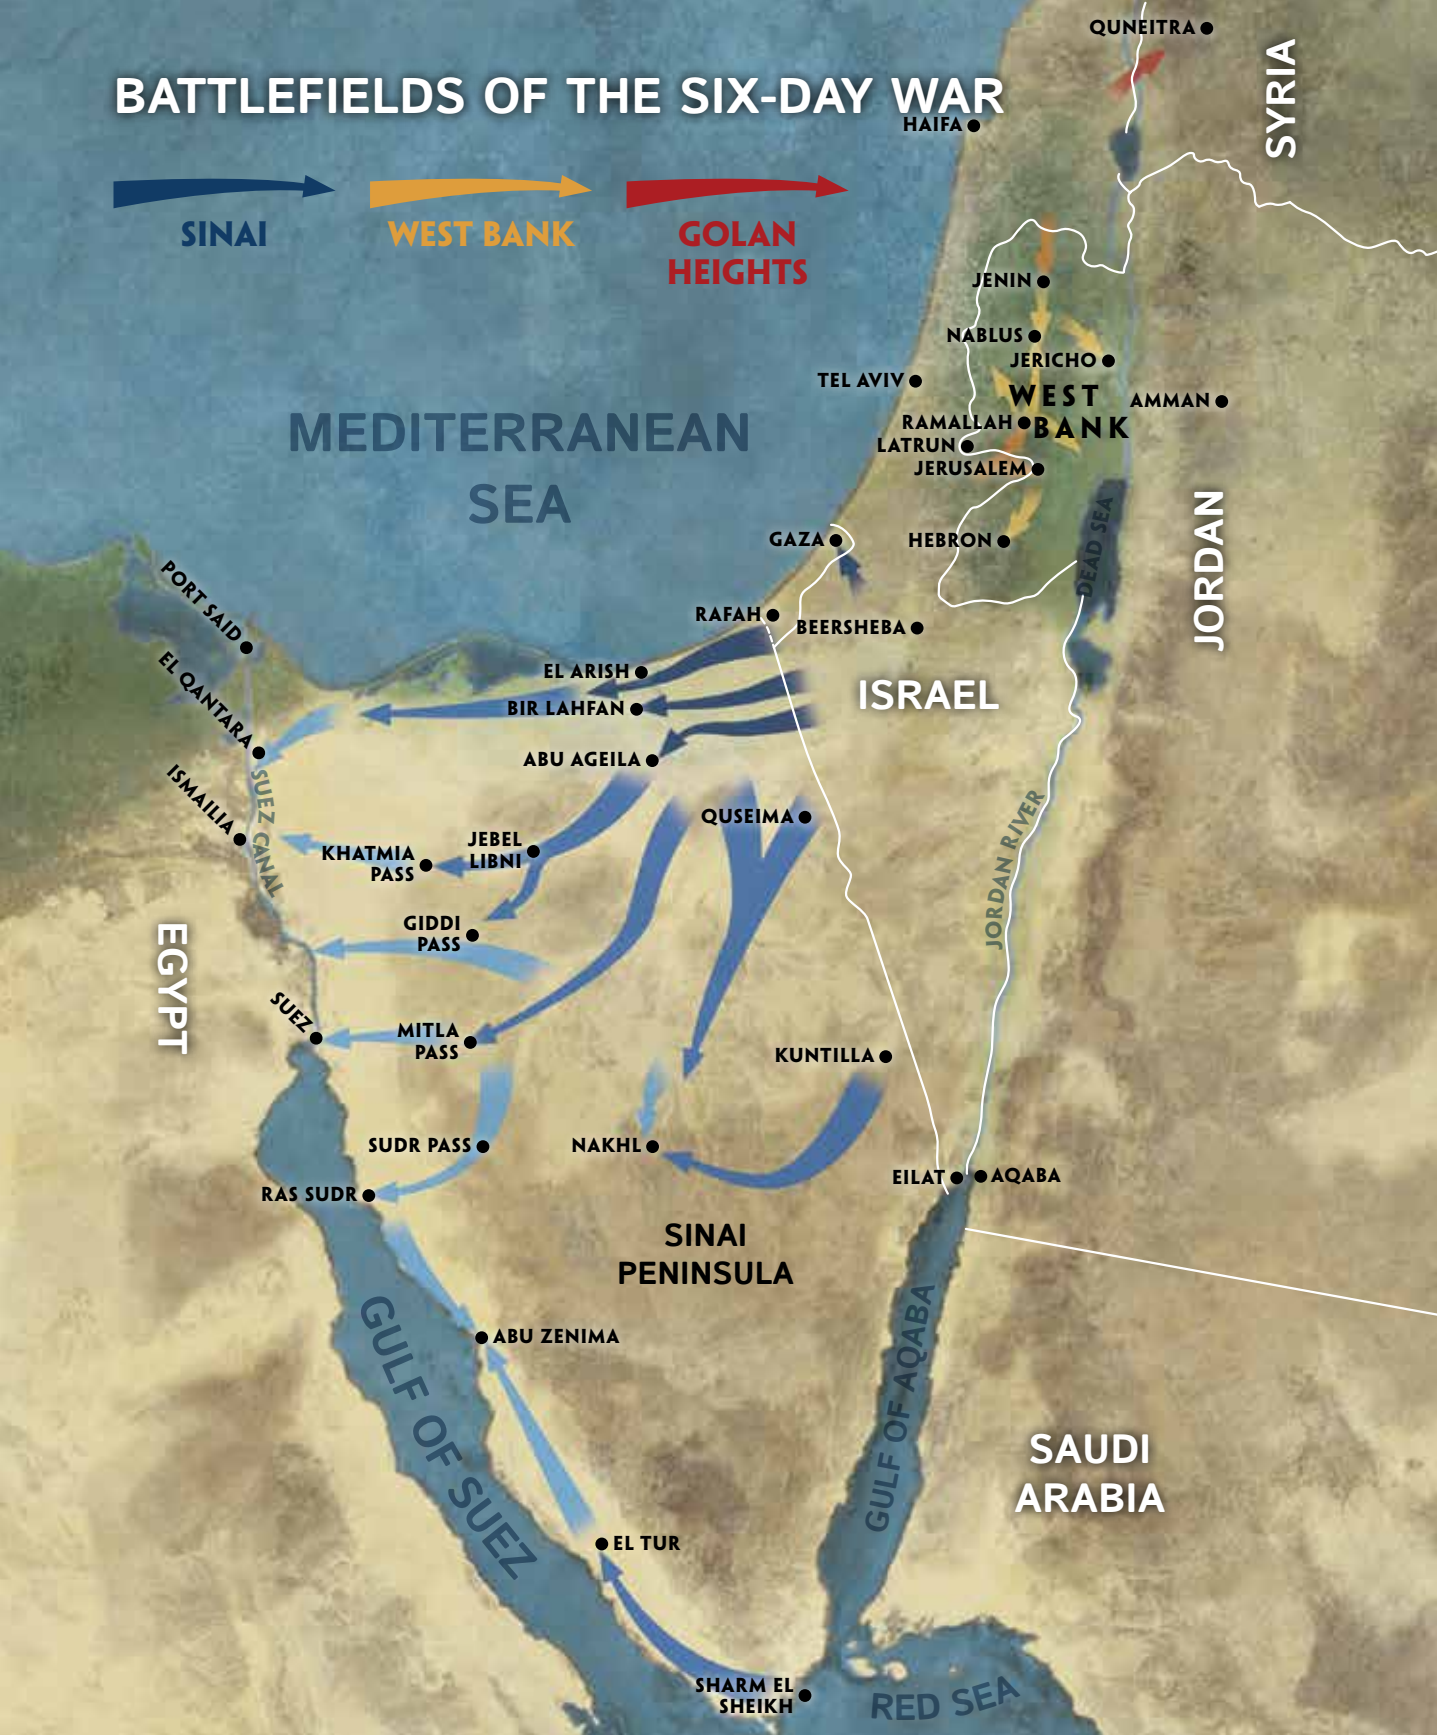 QUNEITRA
SYRIA
BATTLEFIELDS OF THE SIX-DAY WAR
HAIFA
SINAI
WEST BANK
GOLAN
HEIGHTS
JENIN
NABLUS
JERICHO
TEL AVIV
WEST
BANK
AMMAN
RAMALLAH
LATRUN
JERUSALEM
MEDITERRANEAN
SEA
GAZA
HEBRON
DEAD SEA
JORDAN
PORT SAID
RAFAH
BEERSHEBA
EL QANTARA
EL ARISH
BIR LAHFAN
ISRAEL
ABU AGEILA
ISMAILIA
SUEZ CANAL
QUSEIMA
JEBEL
LIBNI
KHATMIA
PASS
JORDAN RIVER
GIDDI
PASS
EGYPT
SUEZ
MITLA
PASS
KUNTILLA
SUDR PASS
NAKHL
EILAT
AQABA
RAS SUDR
SINAI
PENINSULA
ABU ZENIMA
GULF OF SUEZ
GULF OF AQABA
SAUDI
ARABIA
EL TUR
SHARM EL
SHEIKH
RED SEA